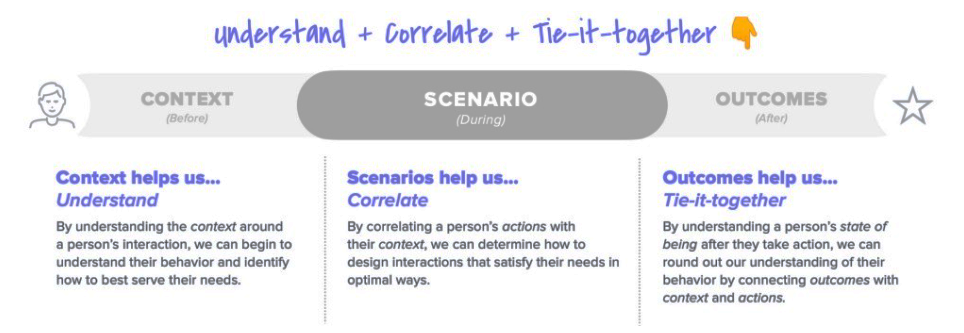 understand + Correlate + Tie-it-together
CONTEXT
(Before)
SCENARIO
(During)
OUTCOMES
(After)
Context helps us...
Understand
By understanding the context around
a person's interaction, we can begin to
understand their behavior and identify
how to best serve their needs.
Scenarios help us...
Correlate
By correlating a person's actions with
their context, we can determine how to
design interactions that satisfy their needs in
optimal ways.
Outcomes help us...
Tie-it-together
By understanding a person's state of
being after they take action, we can
round out our understanding of their
behavior by connecting outcomes with
context and actions.